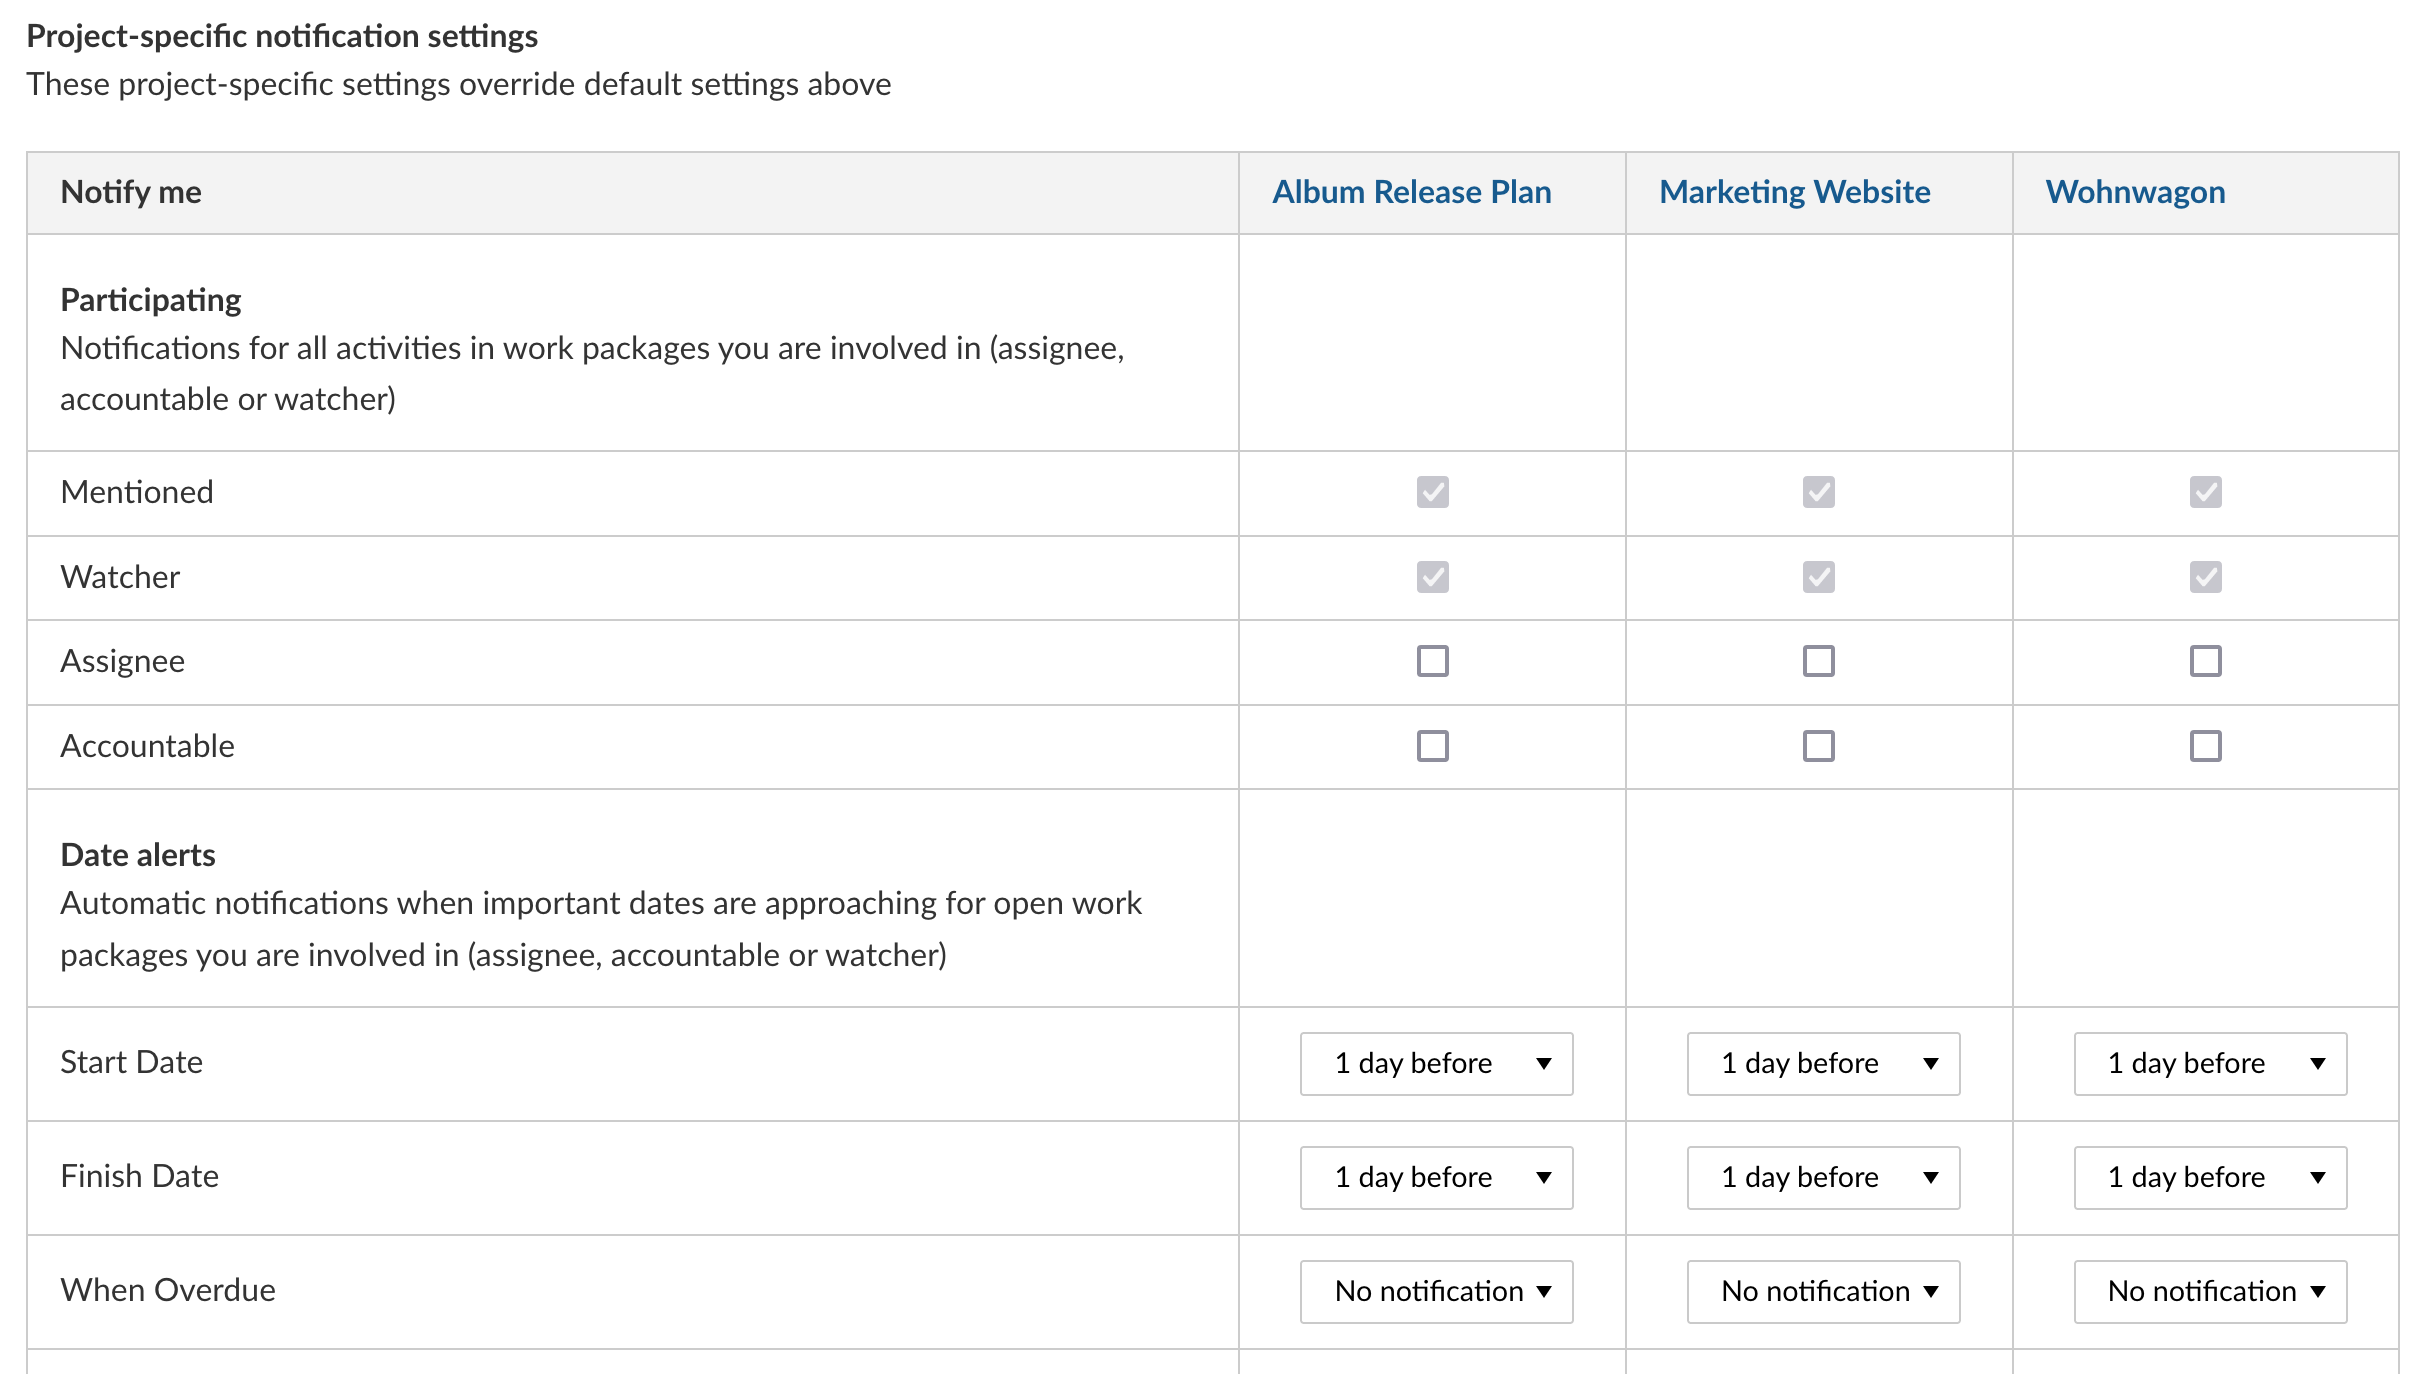 Project-specific notification settings
These project-specific settings override default settings above
Notify me
Album Release Plan
Marketing Website
Wohnwagon
Participating
Notifications for all activities in work packages you are involved in (assignee,
accountable or watcher)
Mentioned
Watcher
Assignee
Accountable
Date alerts
Automatic notifications when important dates are approaching for open work
packages you are involved in (assignee, accountable or watcher)
Start Date
1 day before
1 day before
1 day before
Finish Date
1 day before
1 day before
1 day before
When Overdue
No notification
No notification
No notification